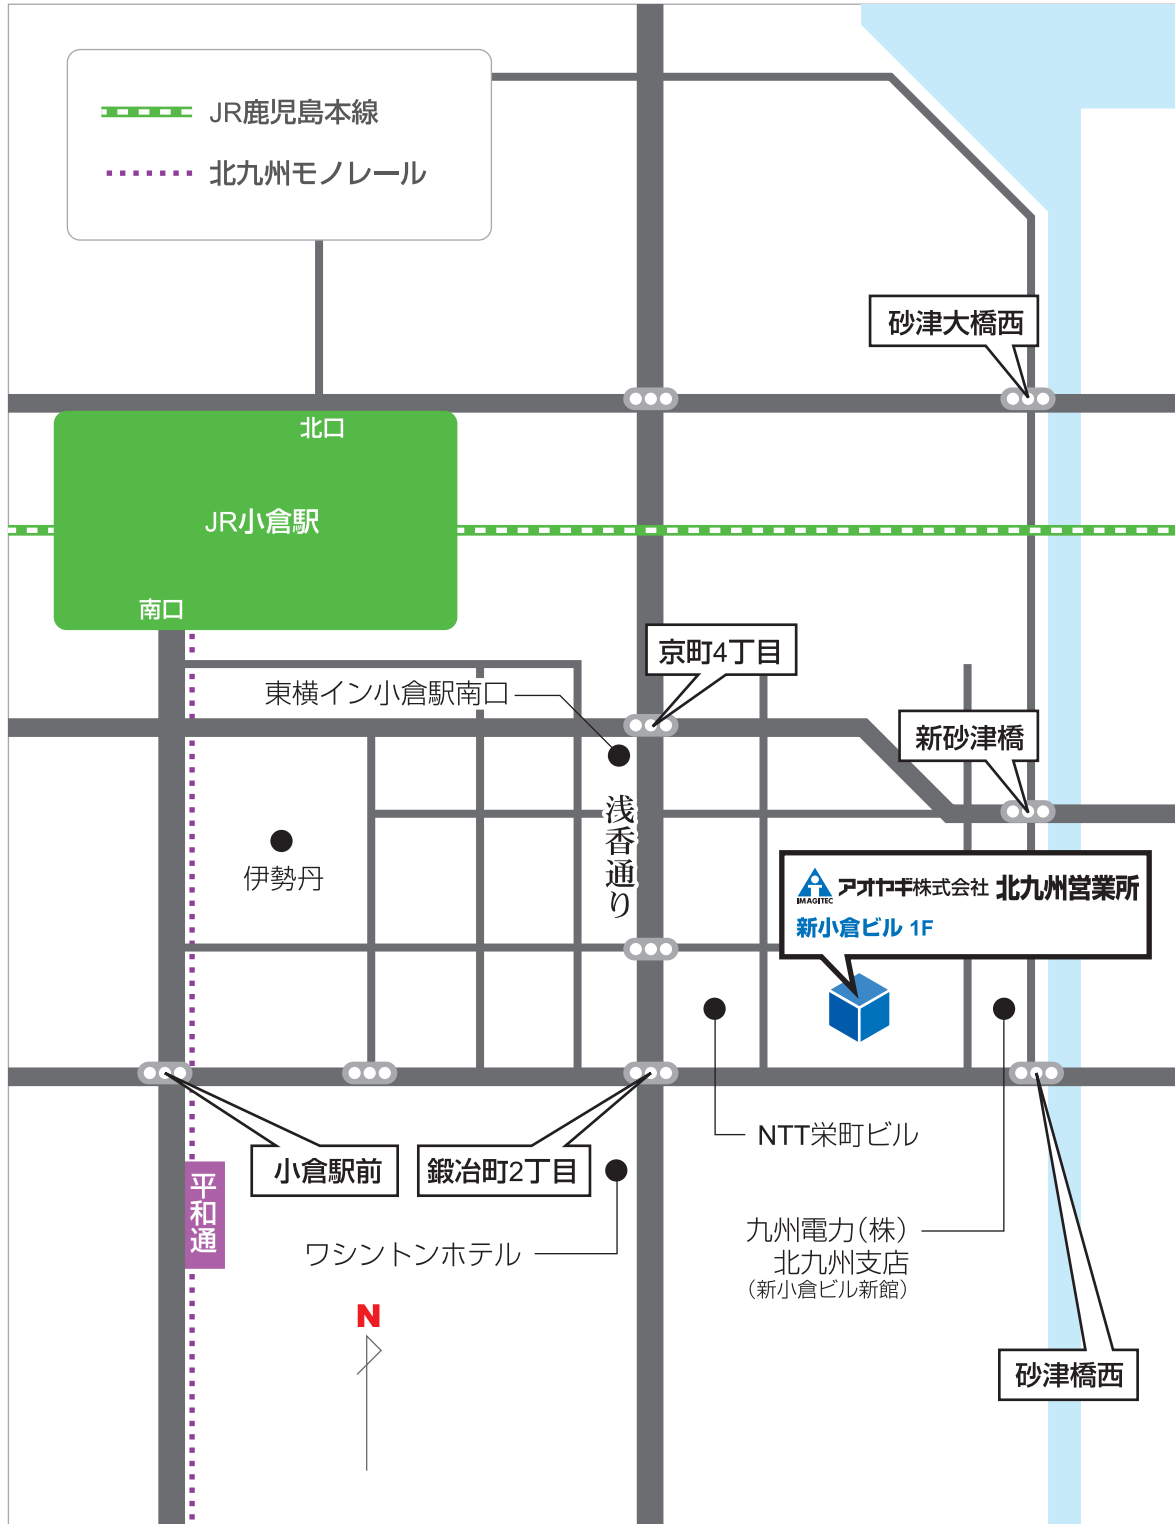 JR鹿児島本線
北九州モノレール
砂津大橋西
北口
JR小倉駅
南口
京町4丁目
東横イン小倉駅南口
新砂津橋
浅香通り
伊勢丹
IMAGITEC
アオヤギ株式会社 北九州営業所
新小倉ビル 1F
NTT栄町ビル
小倉駅前
鍛冶町2丁目
平和通
九州電力(株)
北九州支店
(新小倉ビル新館)
ワシントンホテル
N
砂津橋西